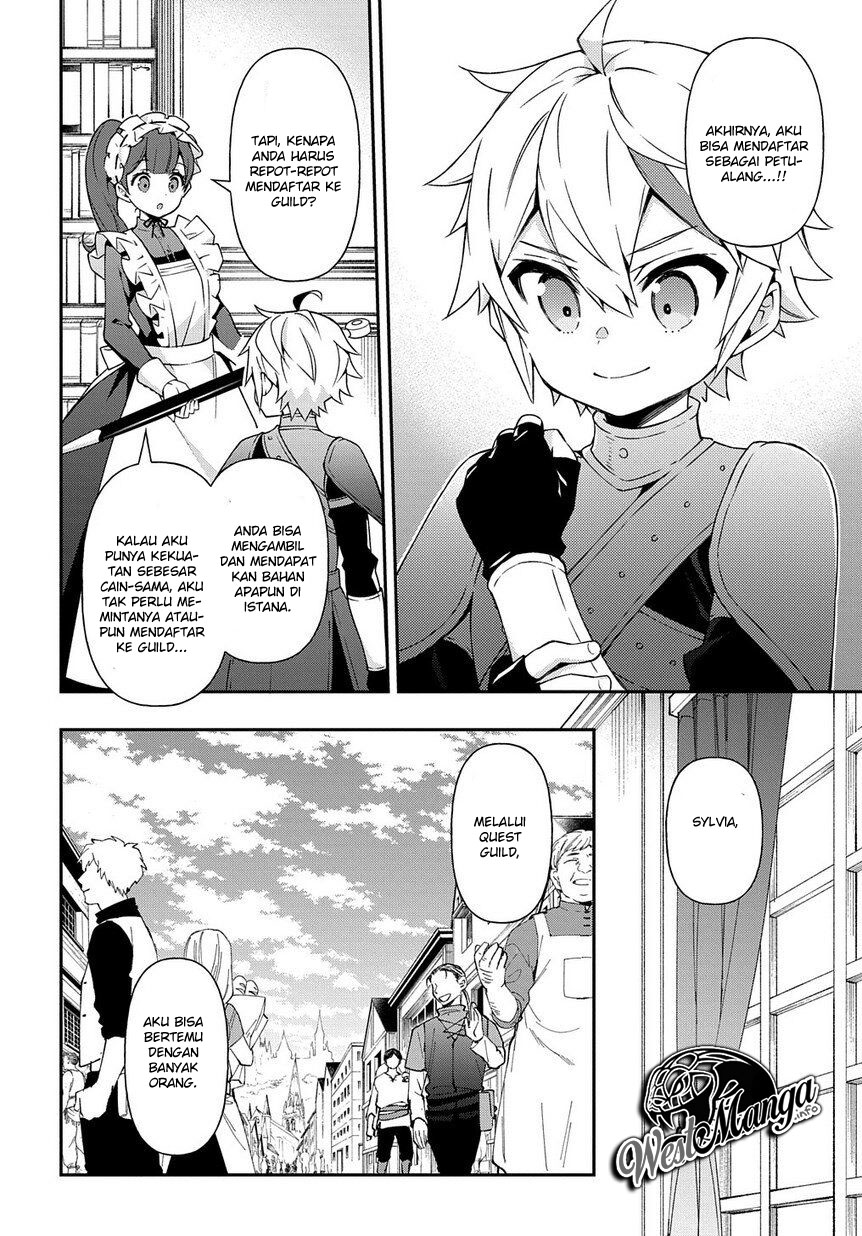 AKHIRNYA, AKU
BISA MENDAFTAR
SEBAGAI PETU-
ALANG...!!
TAPI, KENAPA
ANDA HARUS
REPOT-REPOT
MENDAFTAR KE
GUILD?
ANDA BISA
MENGAMBIL
DAN MENDAPAT
KAN BAHAN
APAPUN DI
ISTANA.
KALAU AKU
PUNYA KEKUA-
TAN SEBESAR
CAIN-SAMA, AKU
TAK PERLU ME-
MINTANYA ATAU-
PUN MENDAFTAR
KE GUILD...
SYLVIA,
MELALUI
QUEST
GUILD,
AKU BISA
BERTEMU
DENGAN
BANYAK
ORANG.
WestManga
.info